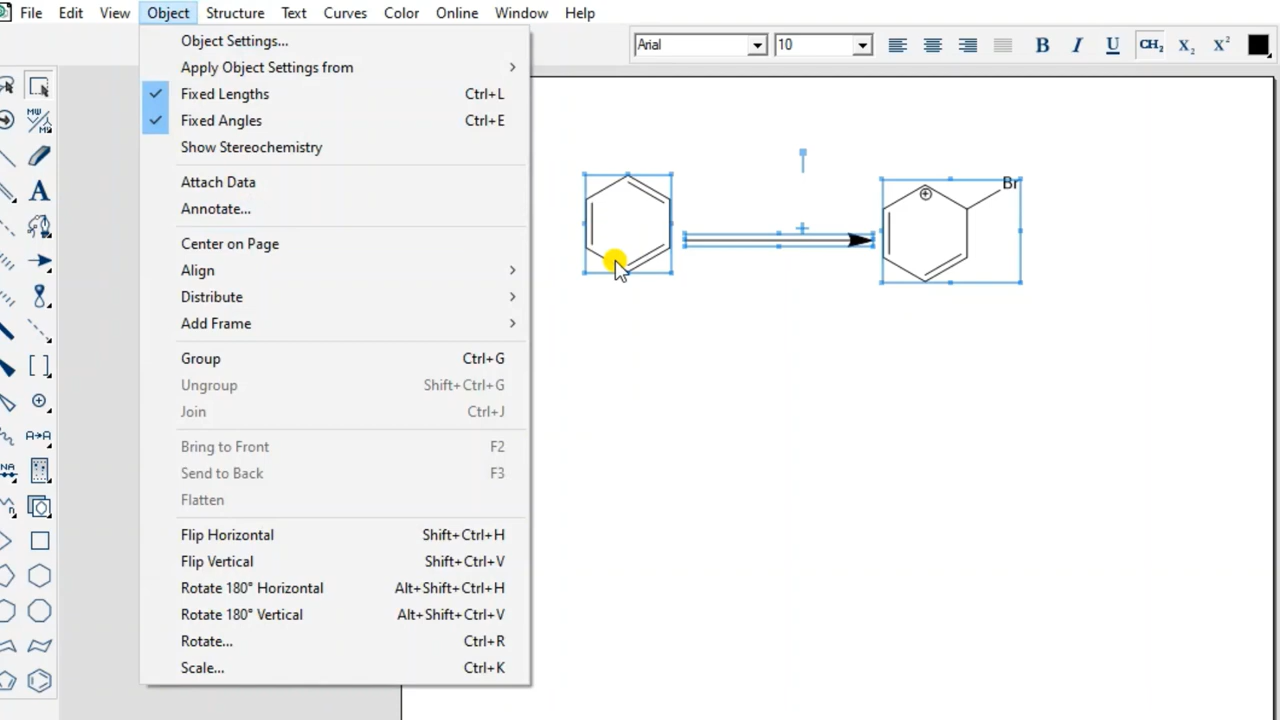 File Edit View Object Structure Text Curves Color Online Window Help
Arial 10 B I U CH2 X2 X2
Object Settings...
Apply Object Settings from
Fixed Lengths Ctrl+L
Fixed Angles Ctrl+E
Show Stereochemistry
Attach Data
Annotate...
Center on Page
Align
Distribute
Add Frame
Group Ctrl+G
Ungroup Shift+Ctrl+G
Join Ctrl+J
Bring to Front F2
Send to Back F3
Flatten
Flip Horizontal Shift+Ctrl+H
Flip Vertical Shift+Ctrl+V
Rotate 180° Horizontal Alt+Shift+Ctrl+H
Rotate 180° Vertical Alt+Shift+Ctrl+V
Rotate... Ctrl+R
Scale... Ctrl+K
A
A→A
Br